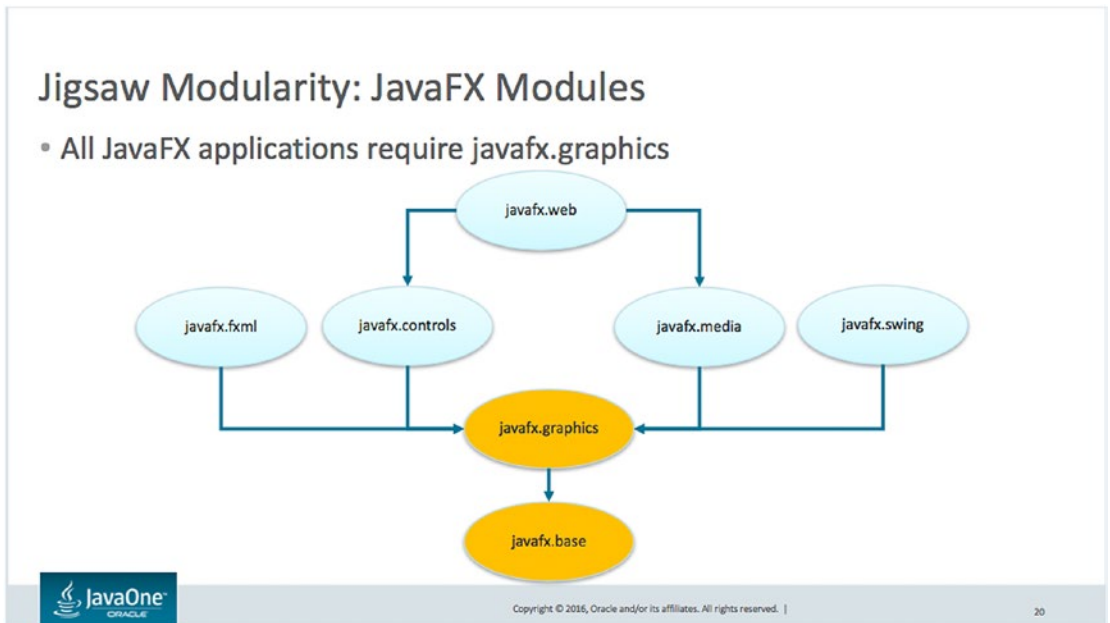 Jigsaw Modularity: JavaFX Modules
• All JavaFX applications require javafx.graphics
javafx.web
javafx.fxml
javafx.controls
javafx.media
javafx.swing
javafx.graphics
javafx.base
JavaOne™
ORACLE
Copyright © 2016, Oracle and/or its affiliates. All rights reserved. |
20